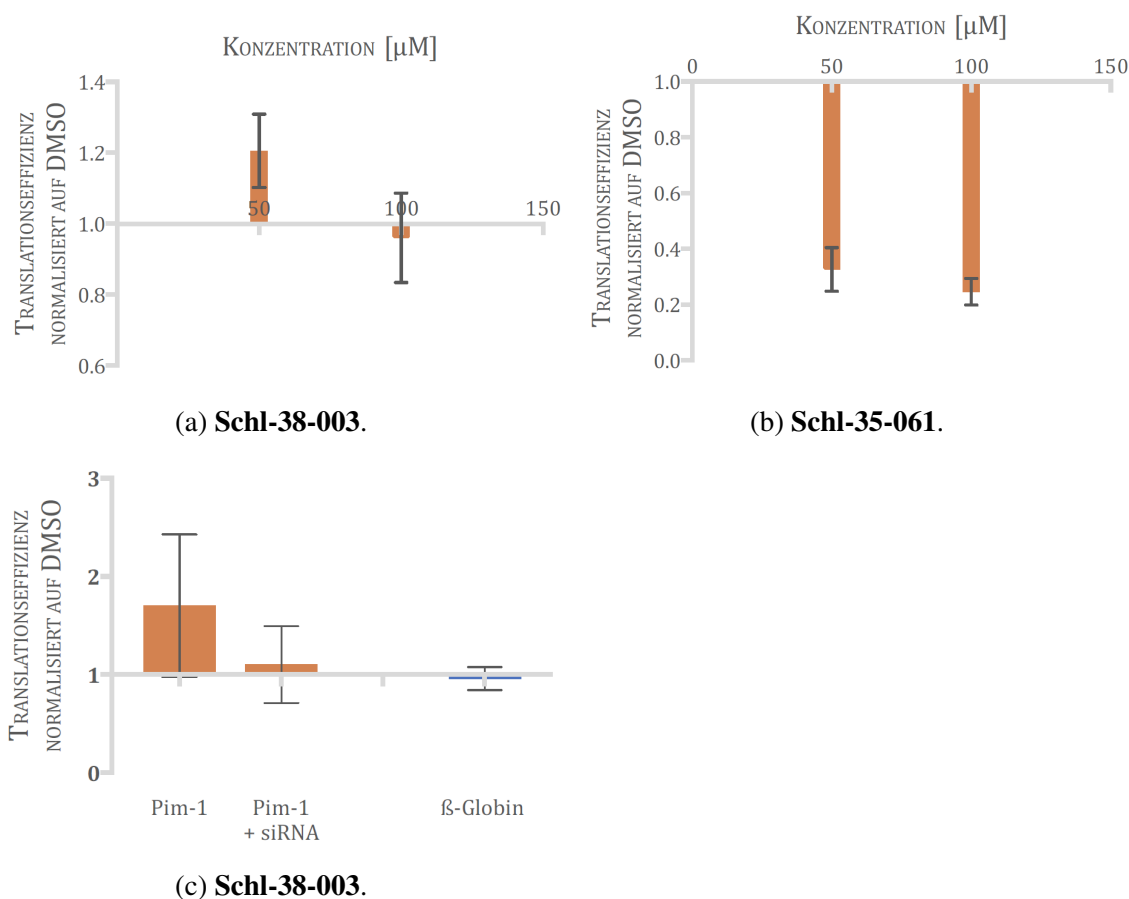 KONZENTRATION [µM]
TRANSLATIONSEFFIZIENZ
NORMALISIERT AUF DMSO
1.4
1.2
1.0
0.8
0.6
50
100
150
(a) Schl-38-003.
KONZENTRATION [µM]
TRANSLATIONSEFFIZIENZ
NORMALISIERT AUF DMSO
0
50
100
150
1.0
0.8
0.6
0.4
0.2
0.0
(b) Schl-35-061.
TRANSLATIONSEFFIZIENZ
NORMALISIERT AUF DMSO
3
2
1
0
Pim-1
Pim-1
+ siRNA
ß-Globin
(c) Schl-38-003.